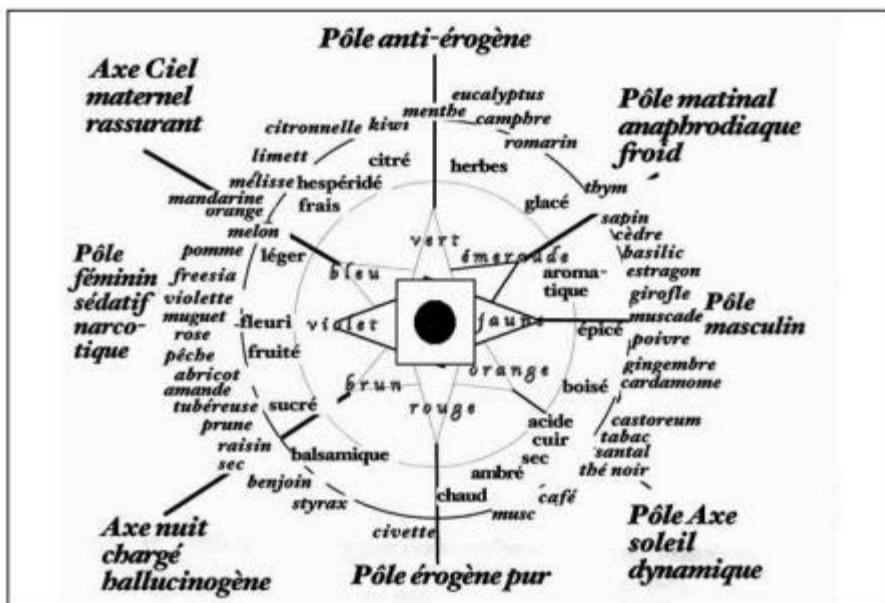 Pôle anti-érogène
Axe Ciel
maternel
rassurant
Pôle matinal
anaphrodiaque
froid
eucalyptus
menthe
camphre
citronnelle
kiwi
romarin
citré
herbes
limett
hespéridé
mélisse
frais
glacé
thym
mandarine
orange
sapin
melon
vert
cèdre
pomme
léger
bleu
émeraude
aroma-
tique
basilic
estragon
Pôle
féminin
sédatif
narco-
tique
freesia
violette
muguet
rose
fleuri
violet
jaune
épicé
girofle
muscade
poivre
Pôle
masculin
pêche
fruité
abricot
amande
brun
orange
boisé
gingembre
cardamome
tubéreuse
sucré
rouge
prune
acide
cuir
sec
castoreum
tabac
santal
thé noir
raisin
sec
balsamique
ambré
benjoin
chaud
café
styrax
musc
civette
Axe nuit
chargé
hallucinogène
Pôle érogène pur
Pôle Axe
soleil
dynamique